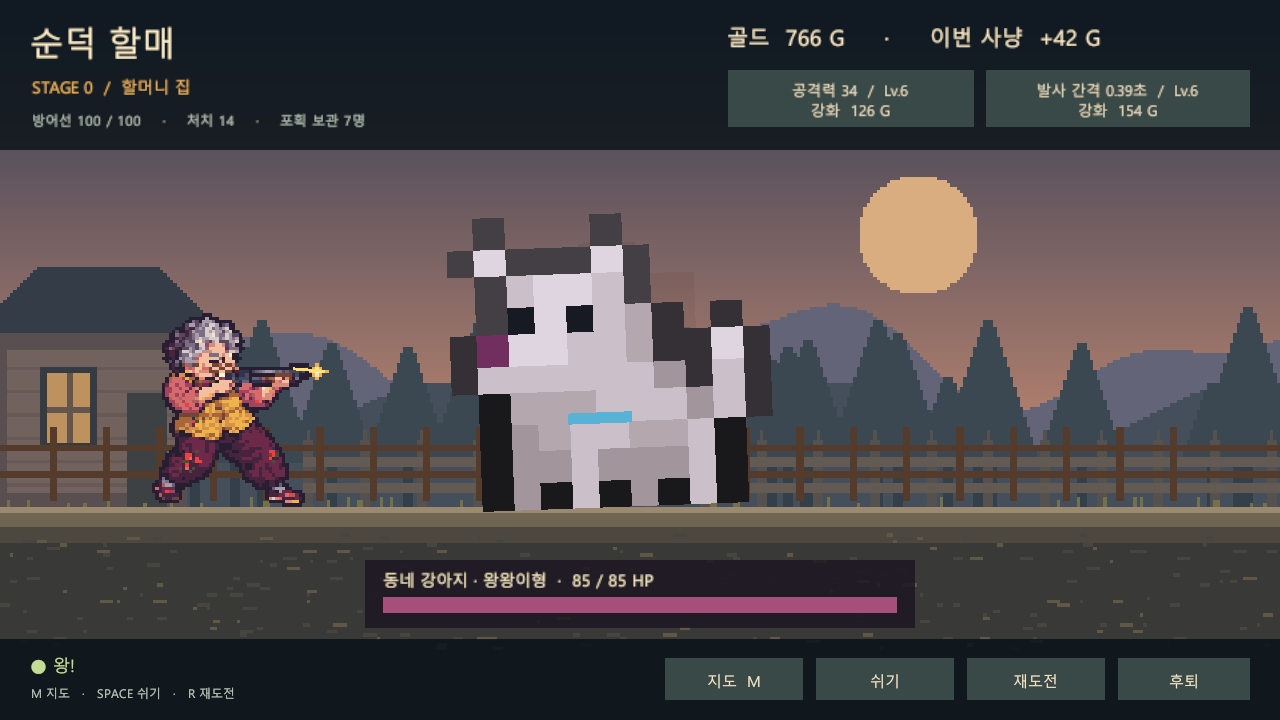 순덕 할매
STAGE 0 / 할머니 집
방어선 100 / 100 · 처치 14 · 포획 보관 7명
골드 766 G · 이번 사냥 +42 G
공격력 34 / Lv.6
강화 126 G
발사 간격 0.39초 / Lv.6
강화 154 G
동네 강아지 · 왕왕이형 · 85 / 85 HP
왕!
M 지도 · SPACE 쉬기 · R 재도전
지도 M
쉬기
재도전
후퇴